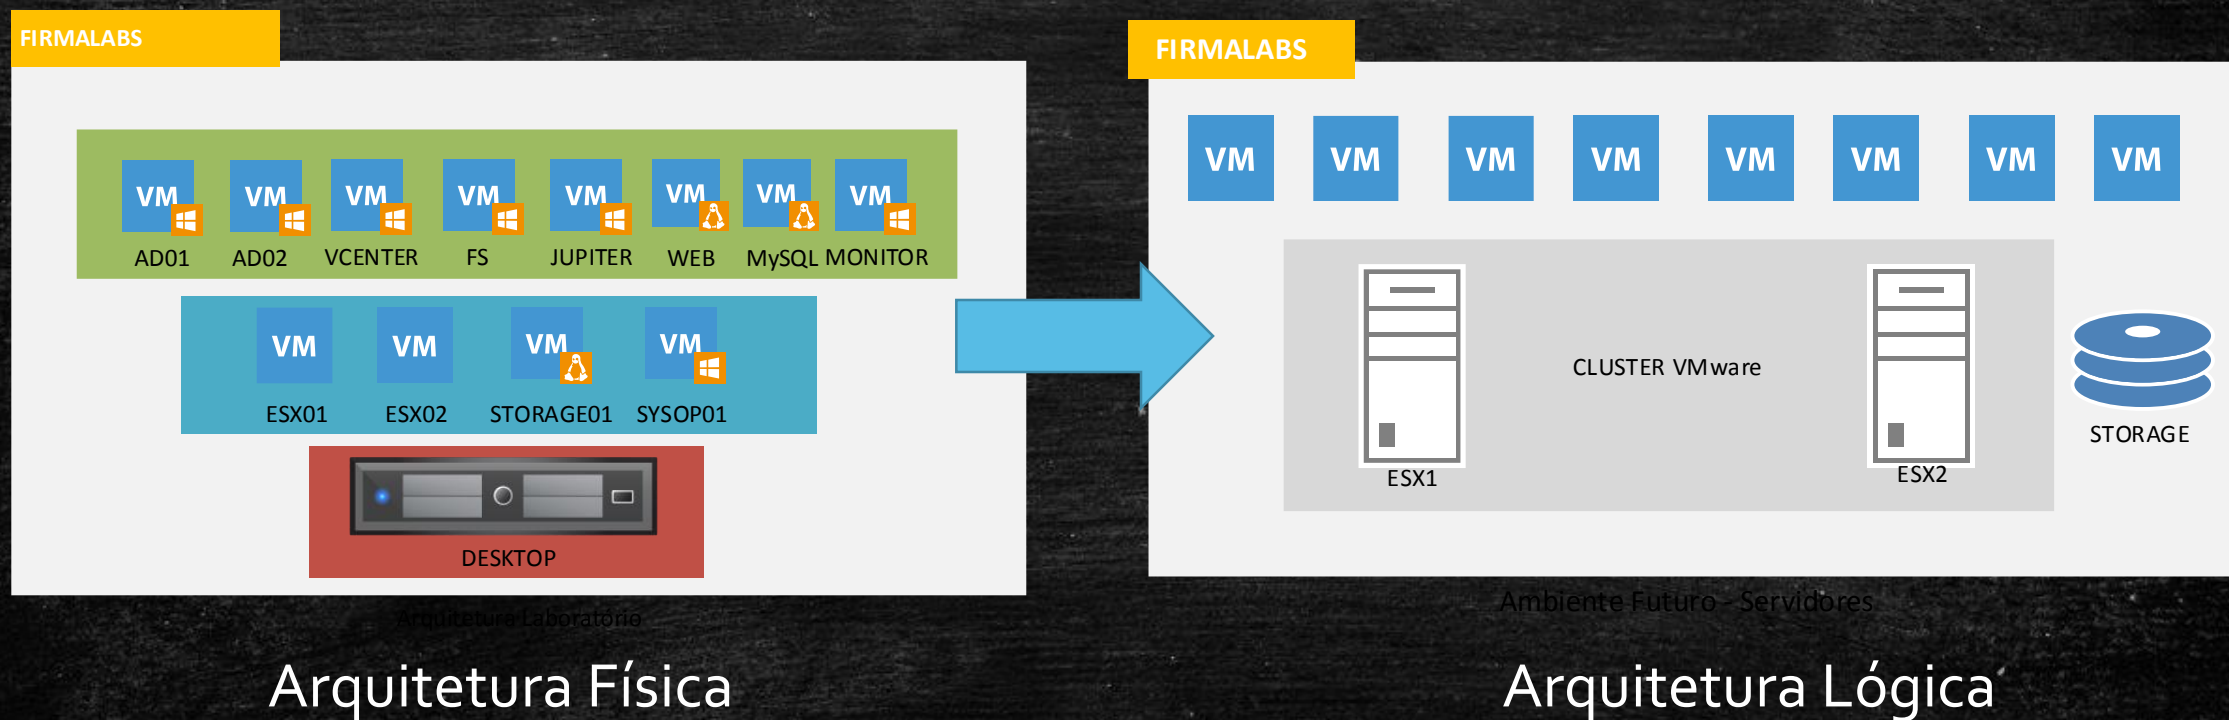 FIRMALABS
VM VM VM VM VM VM VM VM
AD01 AD02 VCENTER FS JUPITER WEB MySQL MONITOR
VM VM VM VM
ESX01 ESX02 STORAGE01 SYSOP01
DESKTOP
Arquitetura Laboratório
Arquitetura Física
FIRMALABS
VM VM VM VM VM VM VM VM
CLUSTER VMware
ESX1 ESX2
STORAGE
Ambiente Futuro - Servidores
Arquitetura Lógica